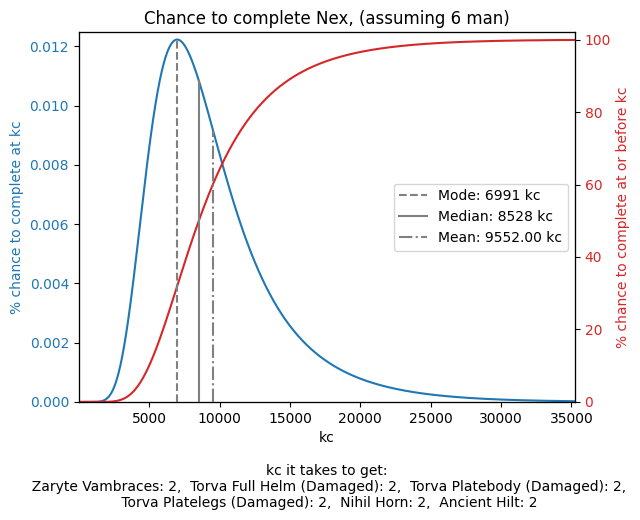 Chance to complete Nex, (assuming 6 man)
% chance to complete at kc
0.012
0.010
0.008
0.006
0.004
0.002
0.000
100
80
60
40
20
0
% chance to complete at or before kc
Mode: 6991 kc
Median: 8528 kc
Mean: 9552.00 kc
5000 10000 15000 20000 25000 30000 35000
kc
kc it takes to get:
Zaryte Vambraces: 2, Torva Full Helm (Damaged): 2, Torva Platebody (Damaged): 2,
Torva Platelegs (Damaged): 2, Nihil Horn: 2, Ancient Hilt: 2